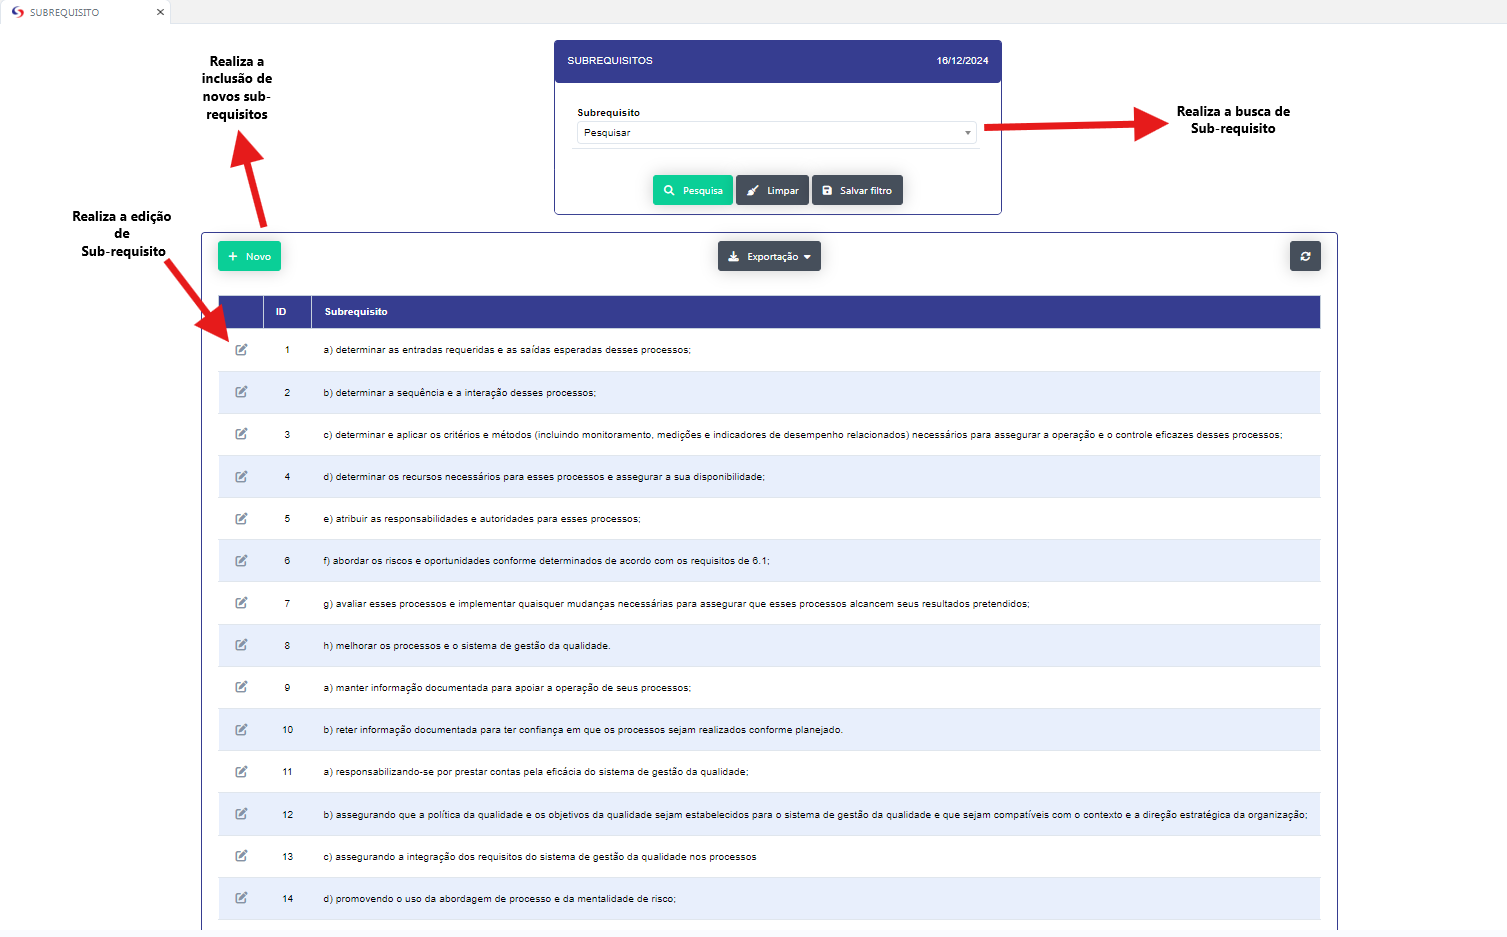 SUBREQUISITO
Realiza a
inclusão de
novos sub-
requisitos
SUBREQUISITOS 16/12/2024
Subrequisito
Pesquisar
Realiza a busca de
Sub-requisito
Pesquisa Limpar Salvar filtro
Realiza a edição
de
Sub-requisito
Novo Exportação
ID Subrequisito
1 a) determinar as entradas requeridas e as saídas esperadas desses processos;
2 b) determinar a sequência e a interação desses processos;
3 c) determinar e aplicar os critérios e métodos (incluindo monitoramento, medições e indicadores de desempenho relacionados) necessários para assegurar a operação e o controle eficazes desses processos;
4 d) determinar os recursos necessários para esses processos e assegurar a sua disponibilidade;
5 e) atribuir as responsabilidades e autoridades para esses processos;
6 f) abordar os riscos e oportunidades conforme determinados de acordo com os requisitos de 6.1;
7 g) avaliar esses processos e implementar quaisquer mudanças necessárias para assegurar que esses processos alcancem seus resultados pretendidos;
8 h) melhorar os processos e o sistema de gestão da qualidade.
9 a) manter informação documentada para apoiar a operação de seus processos;
10 b) reter informação documentada para ter confiança em que os processos sejam realizados conforme planejado.
11 a) responsabilizando-se por prestar contas pela eficácia do sistema de gestão da qualidade;
12 b) assegurando que a política da qualidade e os objetivos da qualidade sejam estabelecidos para o sistema de gestão da qualidade e que sejam compatíveis com o contexto e a direção estratégica da organização;
13 c) assegurando a integração dos requisitos do sistema de gestão da qualidade nos processos
14 d) promovendo o uso da abordagem de processo e da mentalidade de risco;